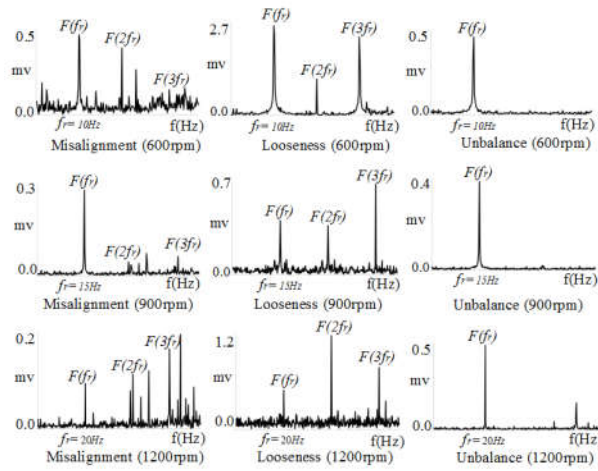 0.5 F(fr) F(2fr) F(3fr)
mv
0.0
fr= 10Hz f(Hz)
Misalignment (600rpm)
2.7 F(fr) F(2fr) F(3fr)
mv
0.0
fr= 10Hz f(Hz)
Looseness (600rpm)
0.5 F(fr)
mv
0.0
fr= 10Hz f(Hz)
Unbalance (600rpm)
0.3 F(fr) F(2fr) F(3fr)
mv
0.0
fr= 15Hz f(Hz)
Misalignment (900rpm)
0.7 F(fr) F(2fr) F(3fr)
mv
0.0
fr= 15Hz f(Hz)
Looseness (900rpm)
0.4 F(fr)
mv
0.0
fr= 15Hz f(Hz)
Unbalance (900rpm)
0.2 F(fr) F(2fr) F(3fr)
mv
0.0
fr= 20Hz f(Hz)
Misalignment (1200rpm)
1.2 F(fr) F(2fr) F(3fr)
mv
0.0
fr= 20Hz f(Hz)
Looseness (1200rpm)
0.5 F(fr)
mv
0.0
fr= 20Hz f(Hz)
Unbalance (1200rpm)